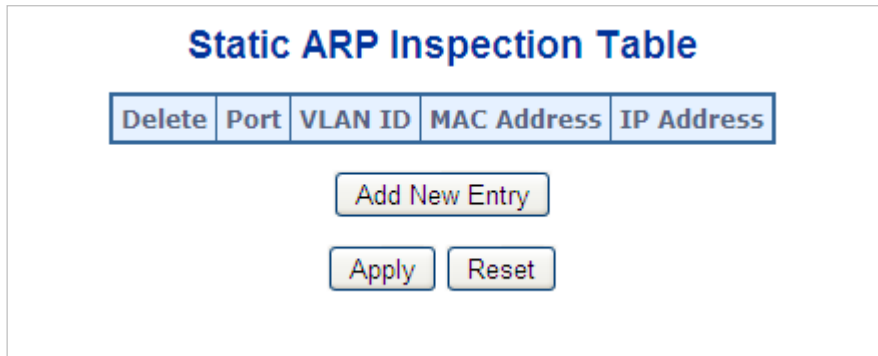 Static ARP Inspection Table
Delete Port VLAN ID MAC Address IP Address
Add New Entry
Apply Reset